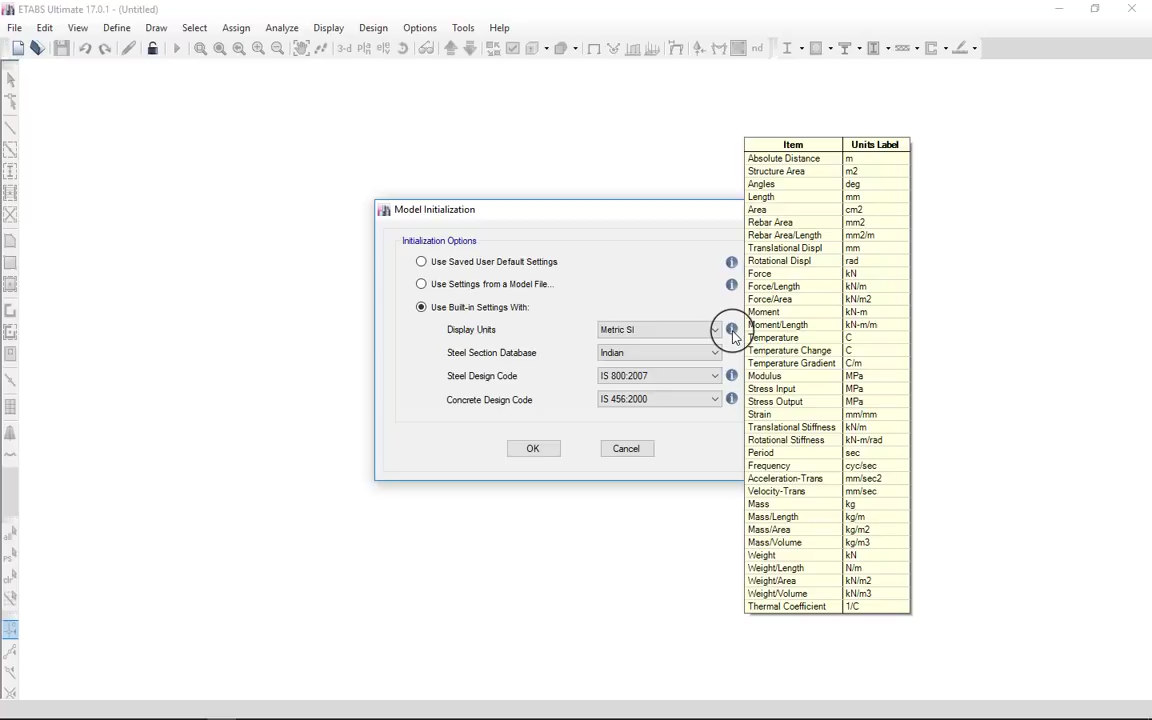 ETABS Ultimate 17.0.1 - (Untitled)
File Edit View Define Draw Select Assign Analyze Display Design Options Tools Help
3-d nd
Model Initialization
Initialization Options
Use Saved User Default Settings
Use Settings from a Model File...
Use Built-in Settings With:
Display Units Metric SI
Steel Section Database Indian
Steel Design Code IS 800:2007
Concrete Design Code IS 456:2000
OK Cancel
Item Units Label
Absolute Distance m
Structure Area m2
Angles deg
Length mm
Area cm2
Rebar Area mm2
Rebar Area/Length mm2/m
Translational Displ mm
Rotational Displ rad
Force kN
Force/Length kN/m
Force/Area kN/m2
Moment kN-m
Moment/Length kN-m/m
Temperature C
Temperature Change C
Temperature Gradient C/m
Modulus MPa
Stress Input MPa
Stress Output MPa
Strain mm/mm
Translational Stiffness kN/m
Rotational Stiffness kN-m/rad
Period sec
Frequency cyc/sec
Acceleration-Trans mm/sec2
Velocity-Trans mm/sec
Mass kg
Mass/Length kg/m
Mass/Area kg/m2
Mass/Volume kg/m3
Weight kN
Weight/Length N/m
Weight/Area kN/m2
Weight/Volume kN/m3
Thermal Coefficient 1/C
all
ps
clr